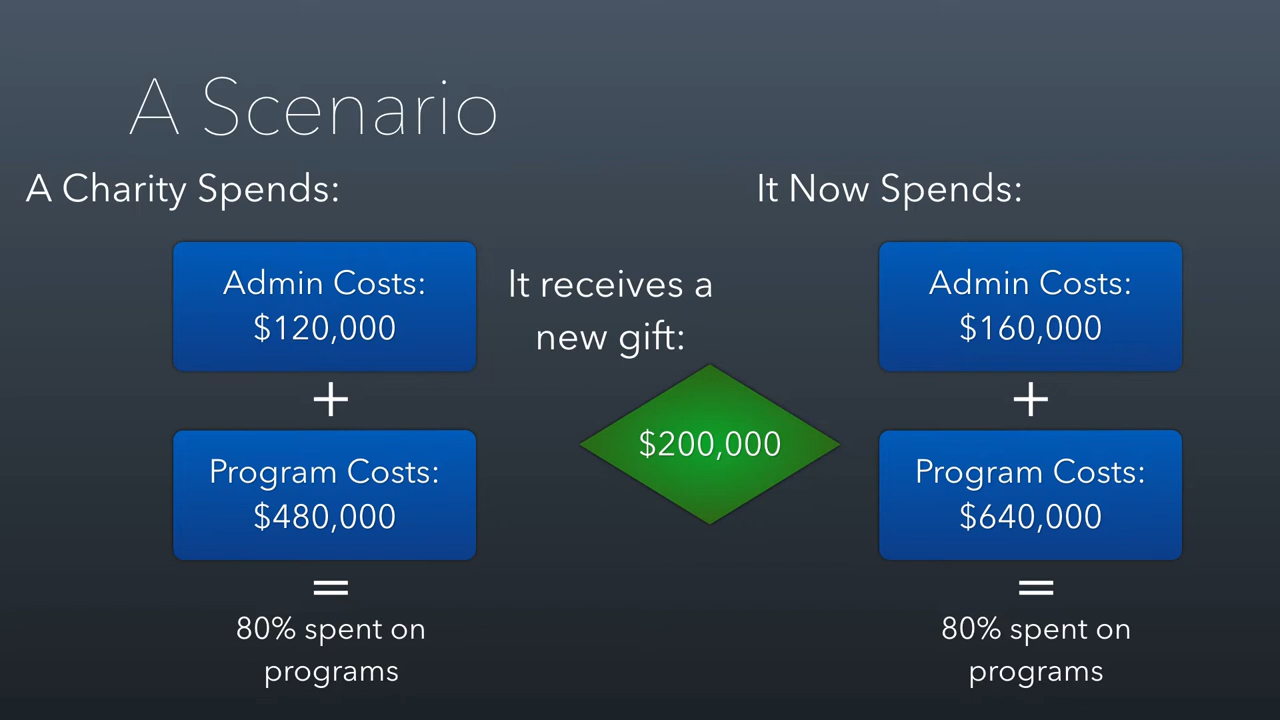 A Scenario
A Charity Spends:
Admin Costs:
$120,000
+
Program Costs:
$480,000
=
80% spent on
programs
It receives a
new gift:
$200,000
It Now Spends:
Admin Costs:
$160,000
+
Program Costs:
$640,000
=
80% spent on
programs